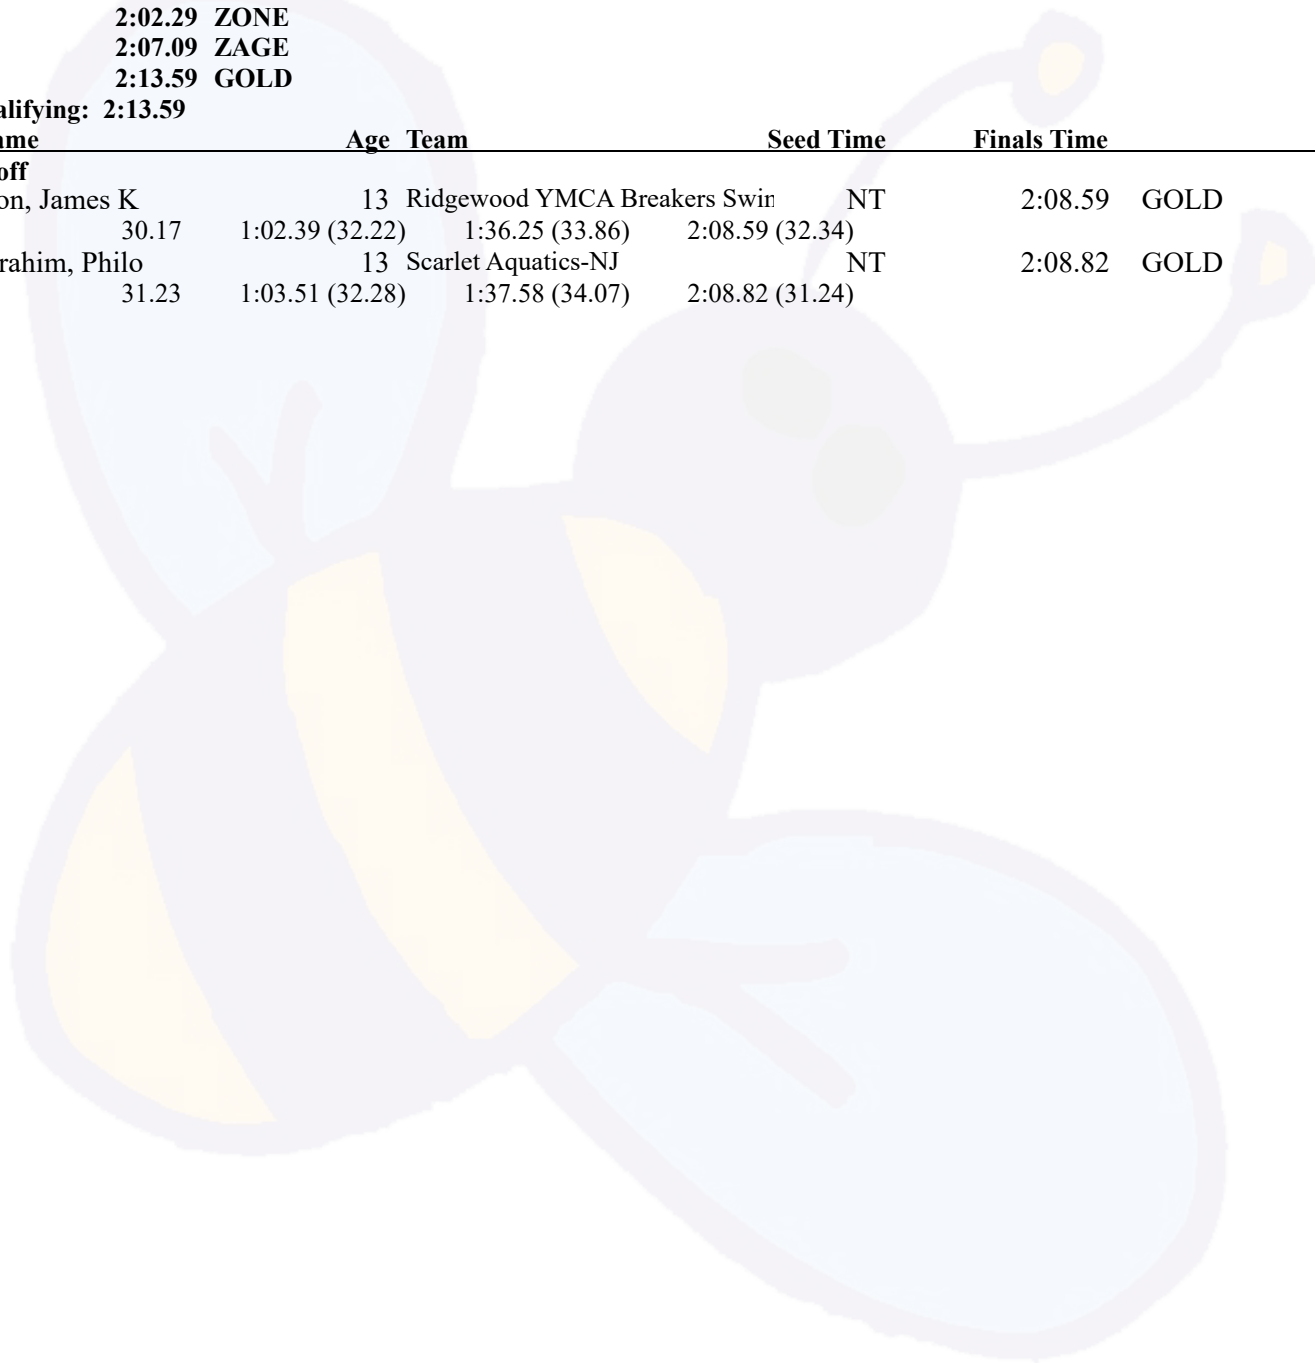 2:02.29 ZONE
2:07.09 ZAGE
2:13.59 GOLD
alifying: 2:13.59
ame Age Team Seed Time Finals Time
off
on, James K 13 Ridgewood YMCA Breakers Swin NT 2:08.59 GOLD
30.17 1:02.39 (32.22) 1:36.25 (33.86) 2:08.59 (32.34)
rahim, Philo 13 Scarlet Aquatics-NJ NT 2:08.82 GOLD
31.23 1:03.51 (32.28) 1:37.58 (34.07) 2:08.82 (31.24)